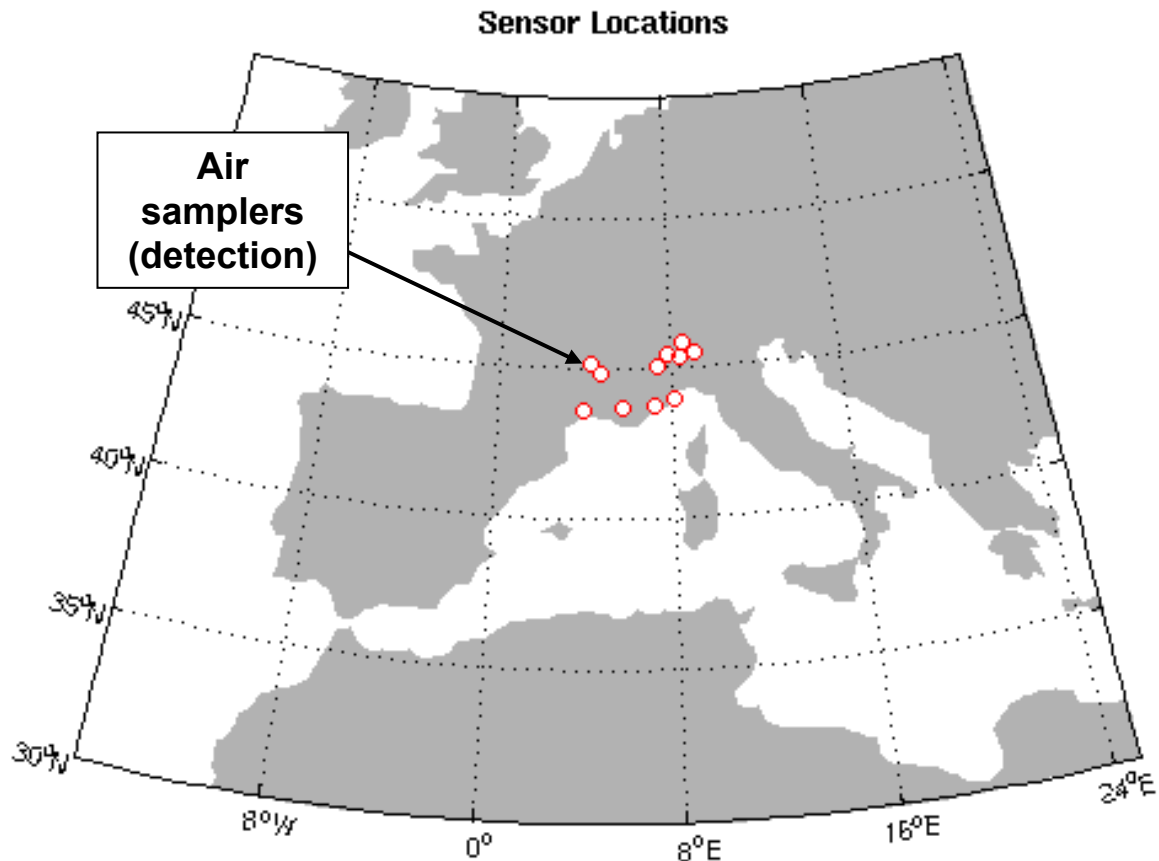 Sensor Locations
Air
samplers
(detection)
45°N
40°N
35°N
30°N
8°W
0°
8°E
16°E
24°E